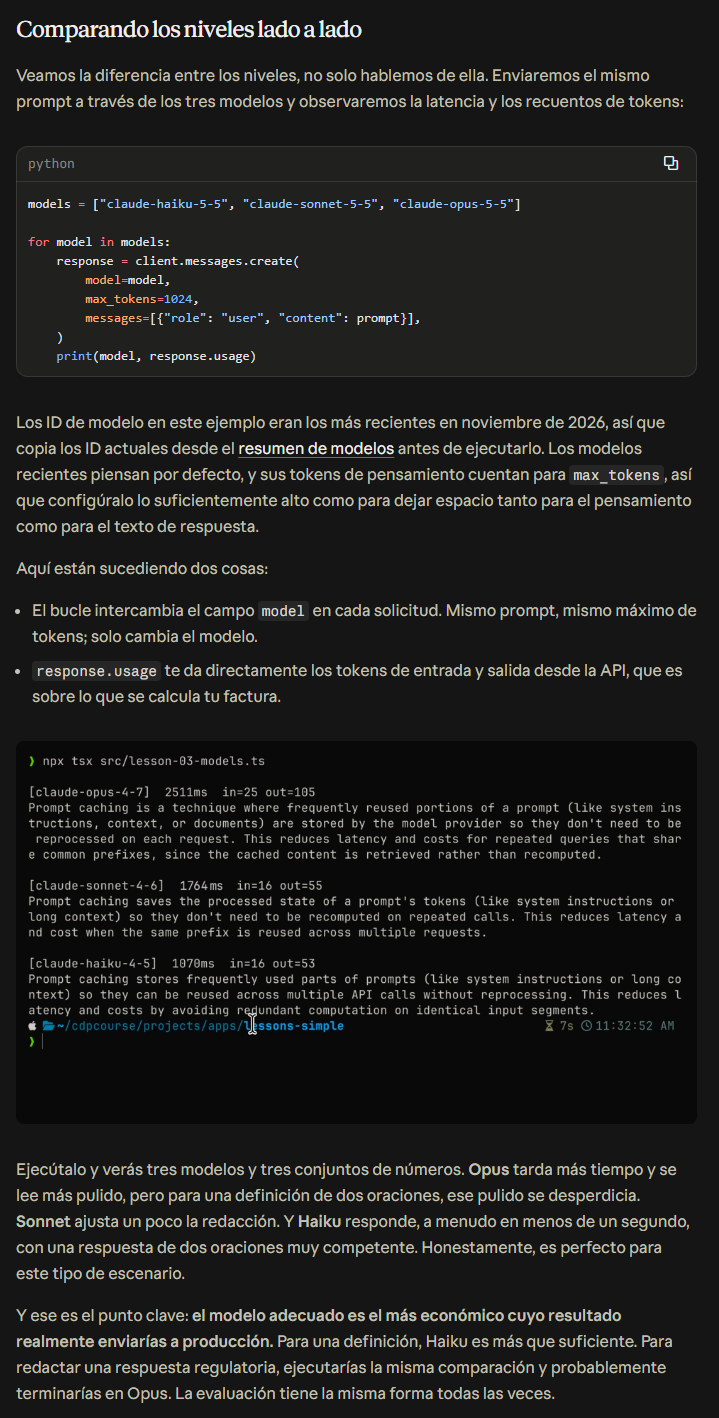 Comparando los niveles lado a lado
Veamos la diferencia entre los niveles, no solo hablemos de ella. Enviaremos el mismo
prompt a través de los tres modelos y observaremos la latencia y los recuentos de tokens:
python
models = ["claude-haiku-5-5", "claude-sonnet-5-5", "claude-opus-5-5"]
for model in models:
    response = client.messages.create(
        model=model,
        max_tokens=1024,
        messages=[{"role": "user", "content": prompt}],
    )
    print(model, response.usage)
Los ID de modelo en este ejemplo eran los más recientes en noviembre de 2026, así que
copia los ID actuales desde el resumen de modelos antes de ejecutarlo. Los modelos
recientes piensan por defecto, y sus tokens de pensamiento cuentan para max_tokens, así
que configúralo lo suficientemente alto como para dejar espacio tanto para el pensamiento
como para el texto de respuesta.
Aquí están sucediendo dos cosas:
• El bucle intercambia el campo model en cada solicitud. Mismo prompt, mismo máximo de
tokens; solo cambia el modelo.
• response.usage te da directamente los tokens de entrada y salida desde la API, que es
sobre lo que se calcula tu factura.
❯ npx tsx src/lesson-03-models.ts
[claude-opus-4-7]  2511ms  in=25 out=105
Prompt caching is a technique where frequently reused portions of a prompt (like system ins
tructions, context, or documents) are stored by the model provider so they don't need to be
 reprocessed on each request. This reduces latency and costs for repeated queries that shar
e common prefixes, since the cached content is retrieved rather than recomputed.
[claude-sonnet-4-6]  1764ms  in=16 out=55
Prompt caching saves the processed state of a prompt's tokens (like system instructions or
long context) so they don't need to be recomputed on repeated calls. This reduces latency a
nd cost when the same prefix is reused across multiple requests.
[claude-haiku-4-5]  1070ms  in=16 out=53
Prompt caching stores frequently used parts of prompts (like system instructions or long co
ntext) so they can be reused across multiple API calls without reprocessing. This reduces l
atency and costs by avoiding redundant computation on identical input segments.
~/cdpcourse/projects/apps/lessons-simple 7s 11:32:52 AM
❯
Ejecútalo y verás tres modelos y tres conjuntos de números. Opus tarda más tiempo y se
lee más pulido, pero para una definición de dos oraciones, ese pulido se desperdicia.
Sonnet ajusta un poco la redacción. Y Haiku responde, a menudo en menos de un segundo,
con una respuesta de dos oraciones muy competente. Honestamente, es perfecto para
este tipo de escenario.
Y ese es el punto clave: el modelo adecuado es el más económico cuyo resultado
realmente enviarías a producción. Para una definición, Haiku es más que suficiente. Para
redactar una respuesta regulatoria, ejecutarías la misma comparación y probablemente
terminarías en Opus. La evaluación tiene la misma forma todas las veces.